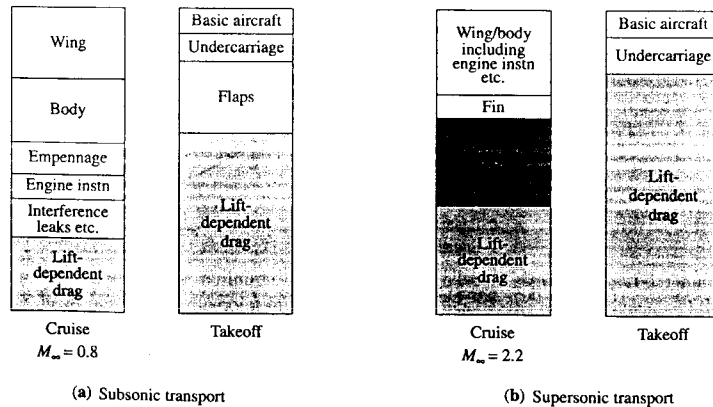 Wing
Body
Empennage
Engine instn
Interference
leaks etc.
Lift-
dependent
drag
Cruise
M∞ = 0.8
Basic aircraft
Undercarriage
Flaps
Lift-
dependent
drag
Takeoff
(a) Subsonic transport
Wing/body
including
engine instn
etc.
Fin
Lift-
dependent
drag
Cruise
M∞ = 2.2
Basic aircraft
Undercarriage
Lift-
dependent
drag
Takeoff
(b) Supersonic transport